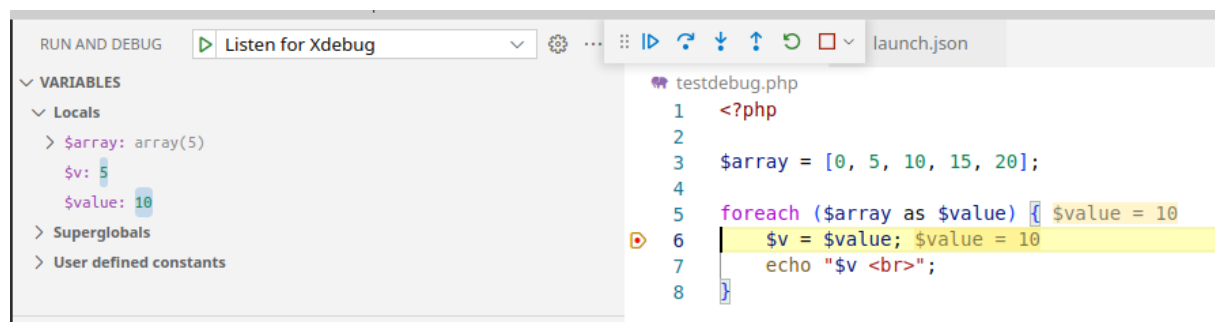 RUN AND DEBUG
Listen for Xdebug
launch.json
VARIABLES
Locals
$array: array(5)
$v: 5
$value: 10
Superglobals
User defined constants
testdebug.php
1 <?php
2
3 $array = [0, 5, 10, 15, 20];
4
5 foreach ($array as $value) { $value = 10
6 $v = $value; $value = 10
7 echo "$v <br>";
8 }